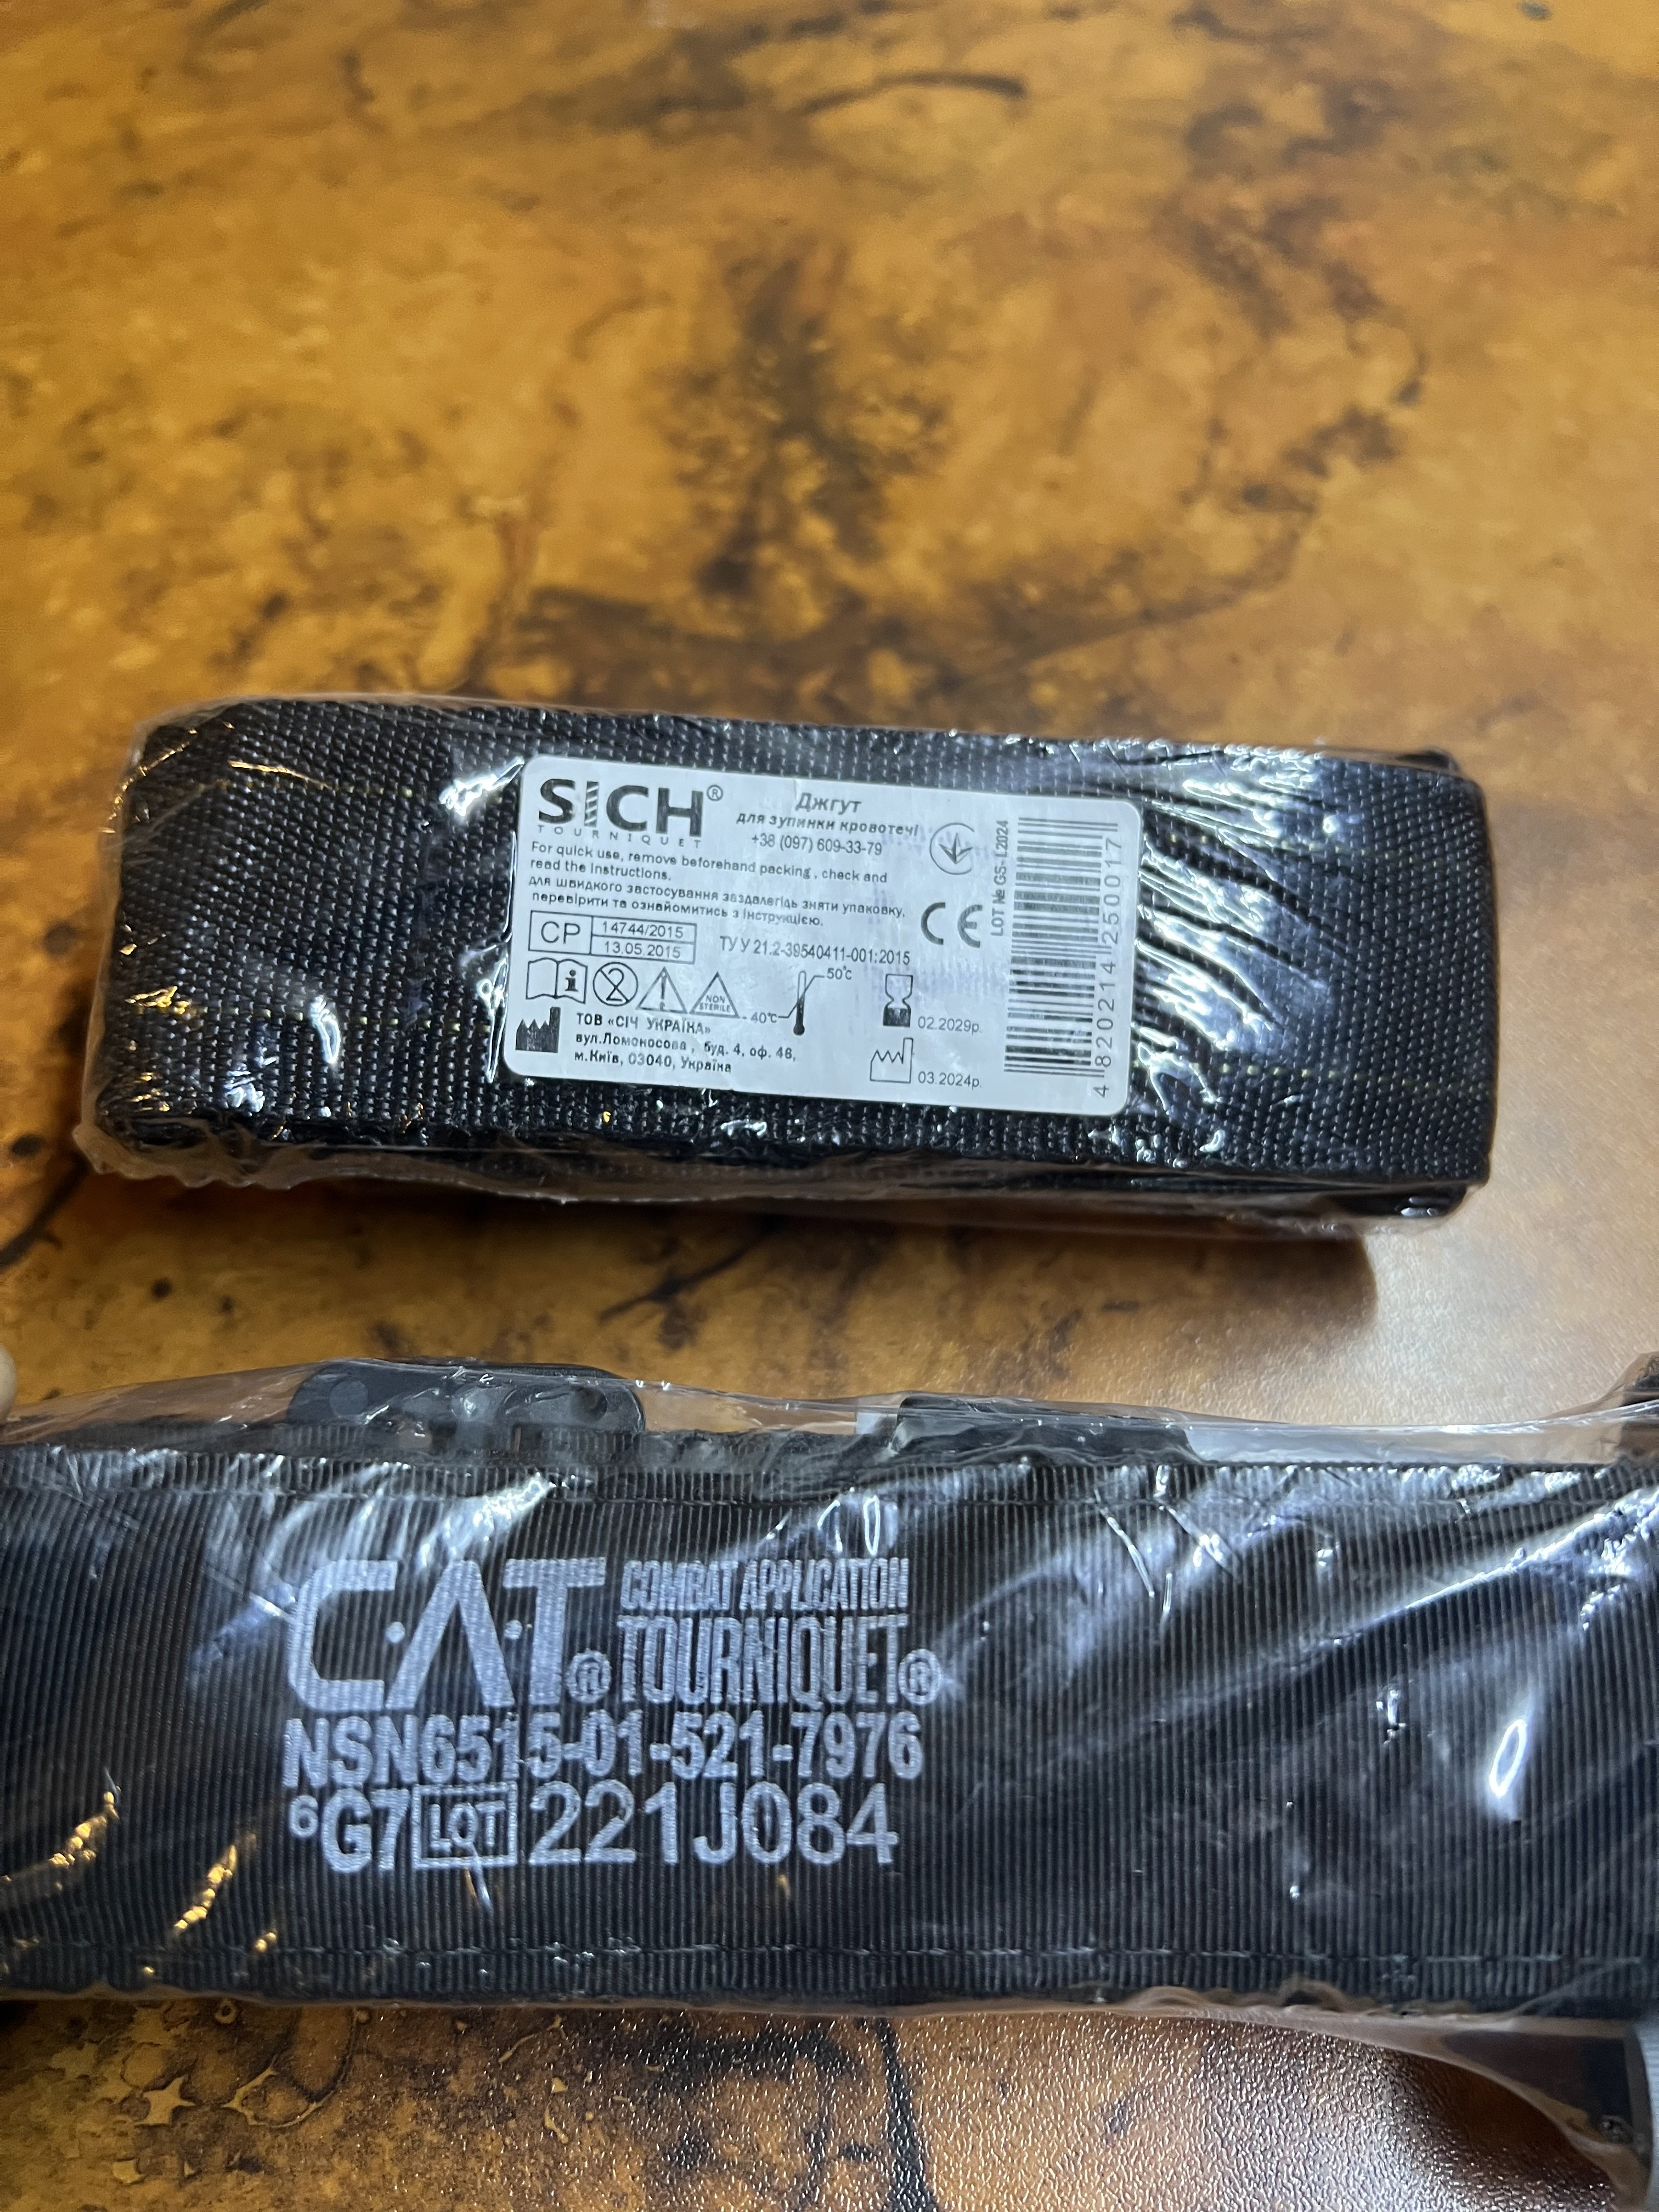 SICH®
TOURNIQUET
Джгут
для зупинки кровотечі
+38 (097) 609-33-79
For quick use, remove beforehand packing, check and
read the instructions.
для швидкого застосування заздалегідь зняти упаковку,
перевірити та ознайомитись з інструкцією.
CP
14744/2015
13.05.2015
ТУ У 21.2-39540411-001:2015
CE
LOT № GS-L2024
4 820214 250017
i
2
!
NON
STERILE
- 40℃
50℃
02.2029р.
03.2024р.
ТОВ «СІЧ УКРАЇНА»
вул.Ломоносова , буд. 4, оф. 46,
м.Київ, 03040, Україна
C·A·T®
COMBAT APPLICATION
TOURNIQUET®
NSN6515-01-521-7976
⁶G7 LOT 221J084